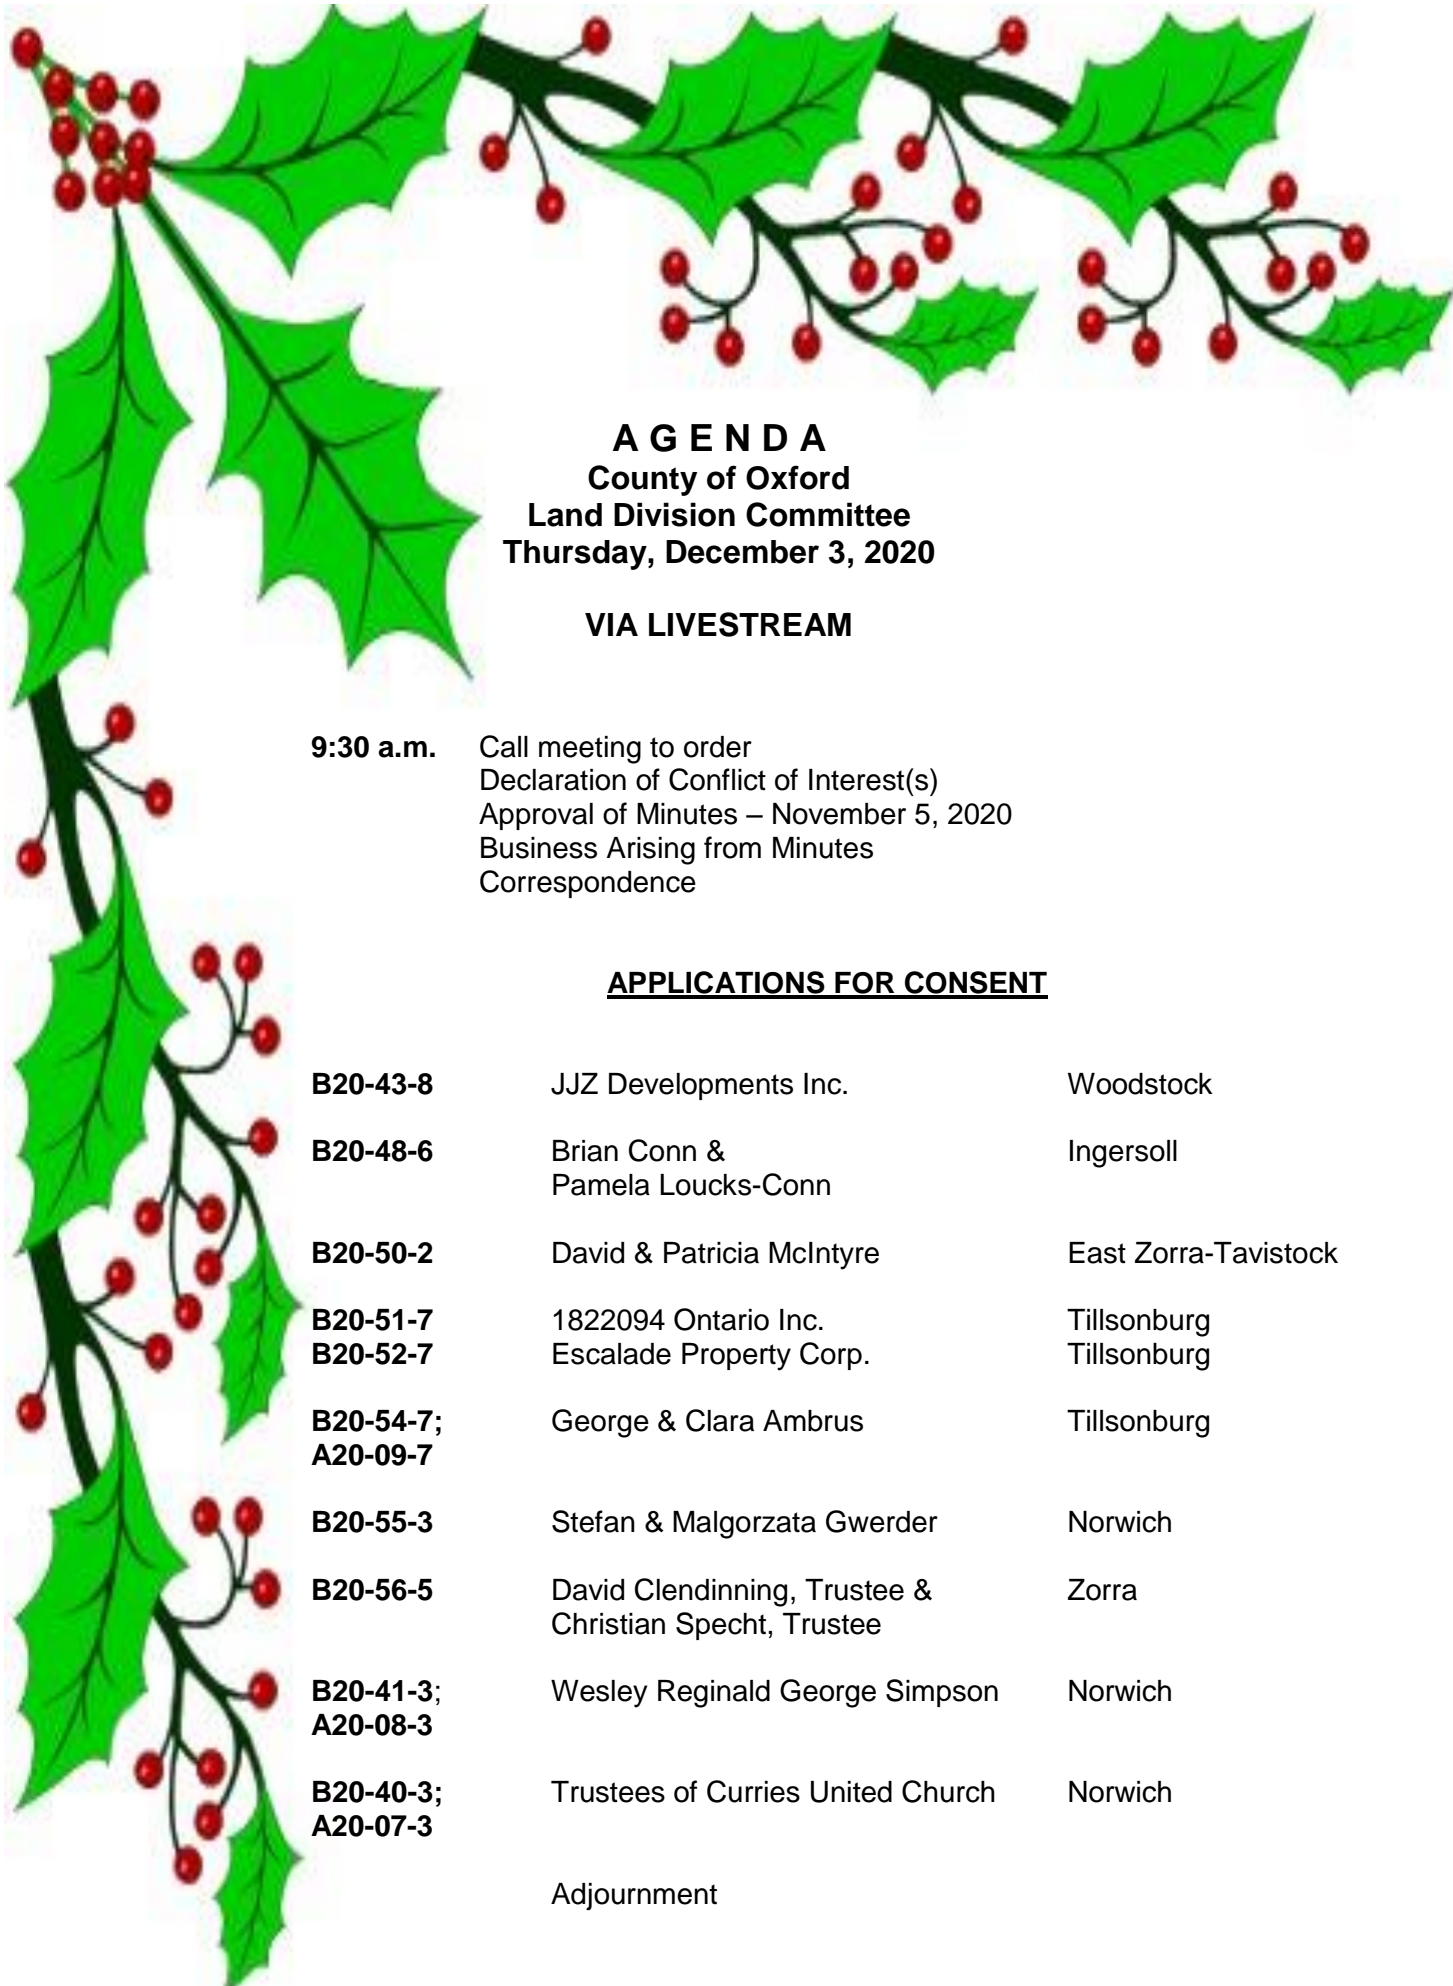 A G E N D A
County of Oxford
Land Division Committee
Thursday, December 3, 2020
VIA LIVESTREAM
9:30 a.m. Call meeting to order
Declaration of Conflict of Interest(s)
Approval of Minutes – November 5, 2020
Business Arising from Minutes
Correspondence
APPLICATIONS FOR CONSENT
B20-43-8 JJZ Developments Inc. Woodstock
B20-48-6 Brian Conn & Ingersoll
Pamela Loucks-Conn
B20-50-2 David & Patricia McIntyre East Zorra-Tavistock
B20-51-7 1822094 Ontario Inc. Tillsonburg
B20-52-7 Escalade Property Corp. Tillsonburg
B20-54-7; George & Clara Ambrus Tillsonburg
A20-09-7
B20-55-3 Stefan & Malgorzata Gwerder Norwich
B20-56-5 David Clendinning, Trustee & Zorra
Christian Specht, Trustee
B20-41-3; Wesley Reginald George Simpson Norwich
A20-08-3
B20-40-3; Trustees of Curries United Church Norwich
A20-07-3
Adjournment